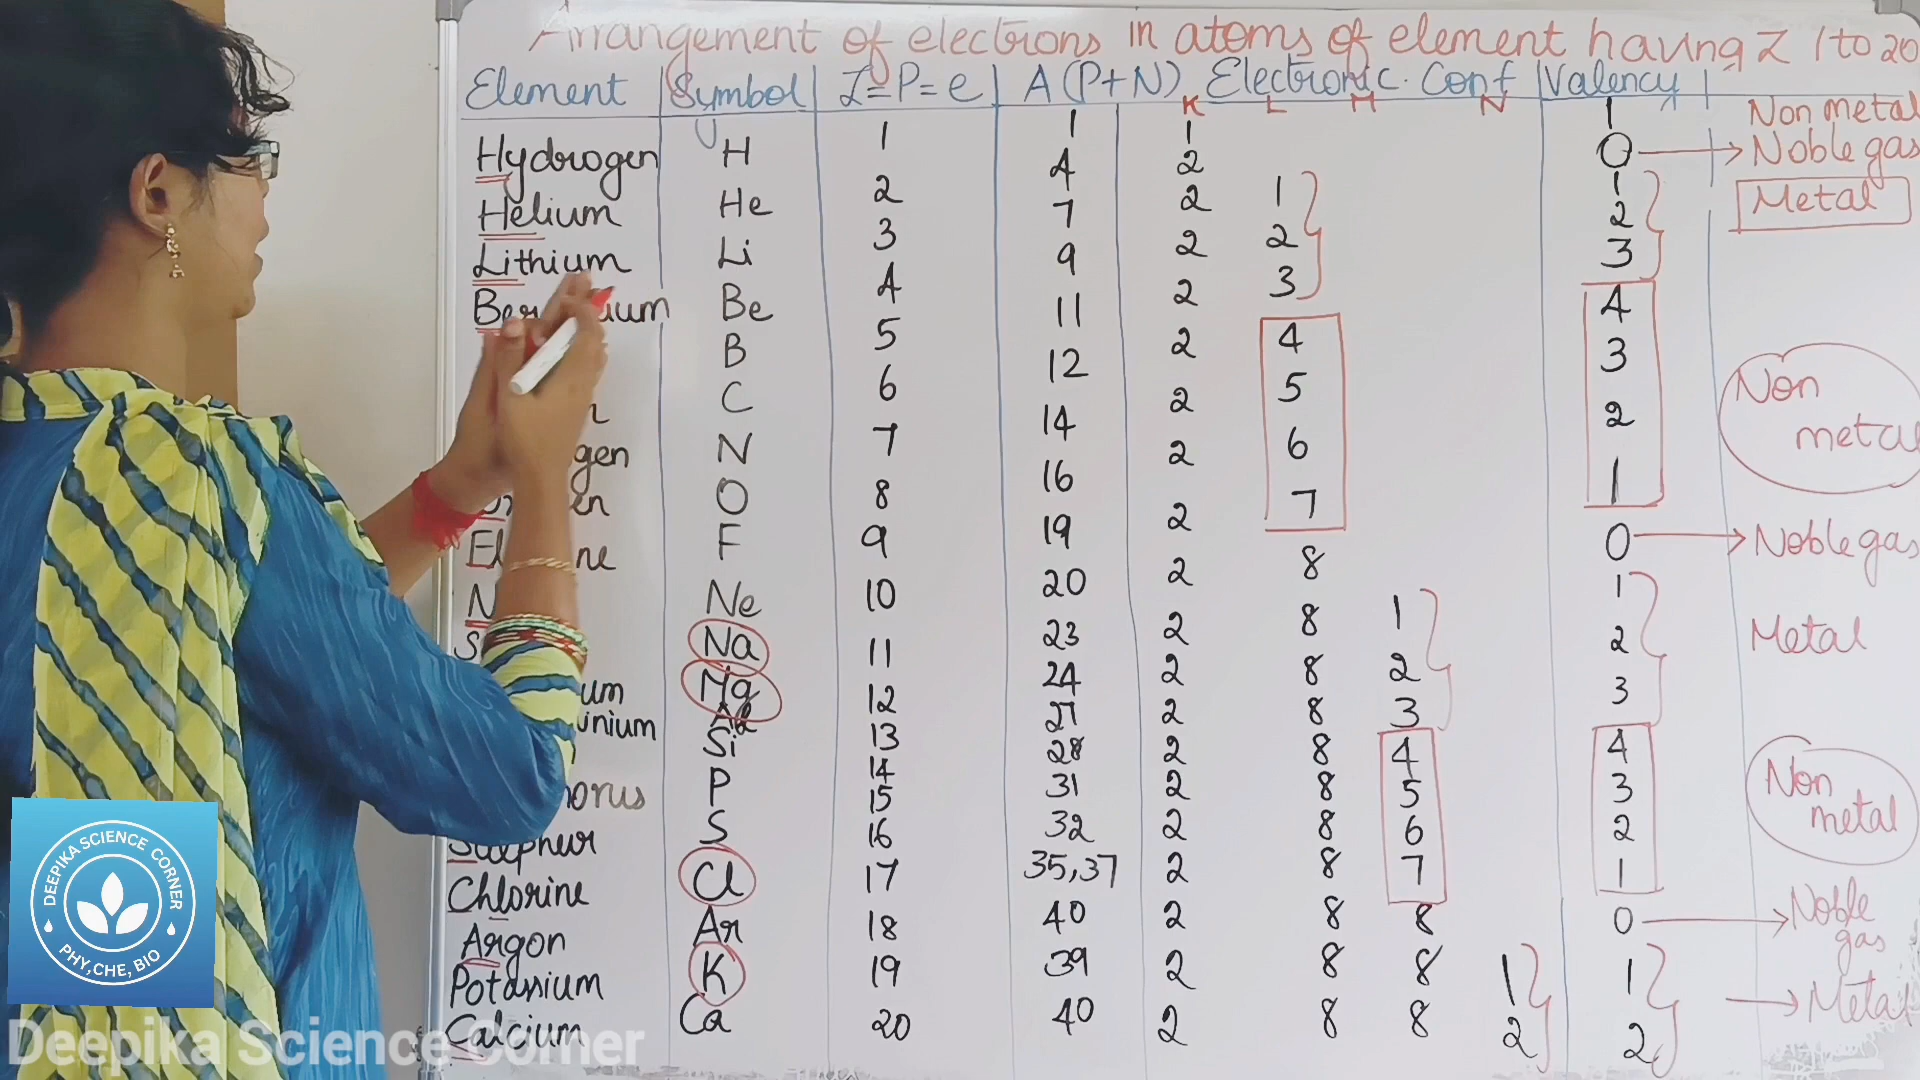 Arrangement of electrons in atoms of element having Z 1 to 20
Element Symbol Z=P=e A (P+N) Electronic. Conf Valency
K L M N
Hydrogen H 1 1 1 1 Non metal
Helium He 2 4 2 0 → Noble gas
Lithium Li 3 7 2 1 1 Metal
Be 4 9 2 2 2
B 5 11 2 3 3
C 6 12 2 4 4 Non metal
N 7 14 2 5 3
O 8 16 2 6 2
F 9 19 2 7 1
Ne 10 20 2 8 0 → Noble gas
Na 11 23 2 8 1 1 Metal
Mg 12 24 2 8 2 2
Al 13 27 2 8 3 3
Si 14 28 2 8 4 4 Non metal
P 15 31 2 8 5 3
Sulphur S 16 32 2 8 6 2
Chlorine Cl 17 35,37 2 8 7 1
Argon Ar 18 40 2 8 8 0 → Noble gas
Potassium K 19 39 2 8 8 1 1 → Metal
Calcium Ca 20 40 2 8 8 2 2
DEEPIKA SCIENCE CORNER
PHY,CHE, BIO
Deepika Science Corner